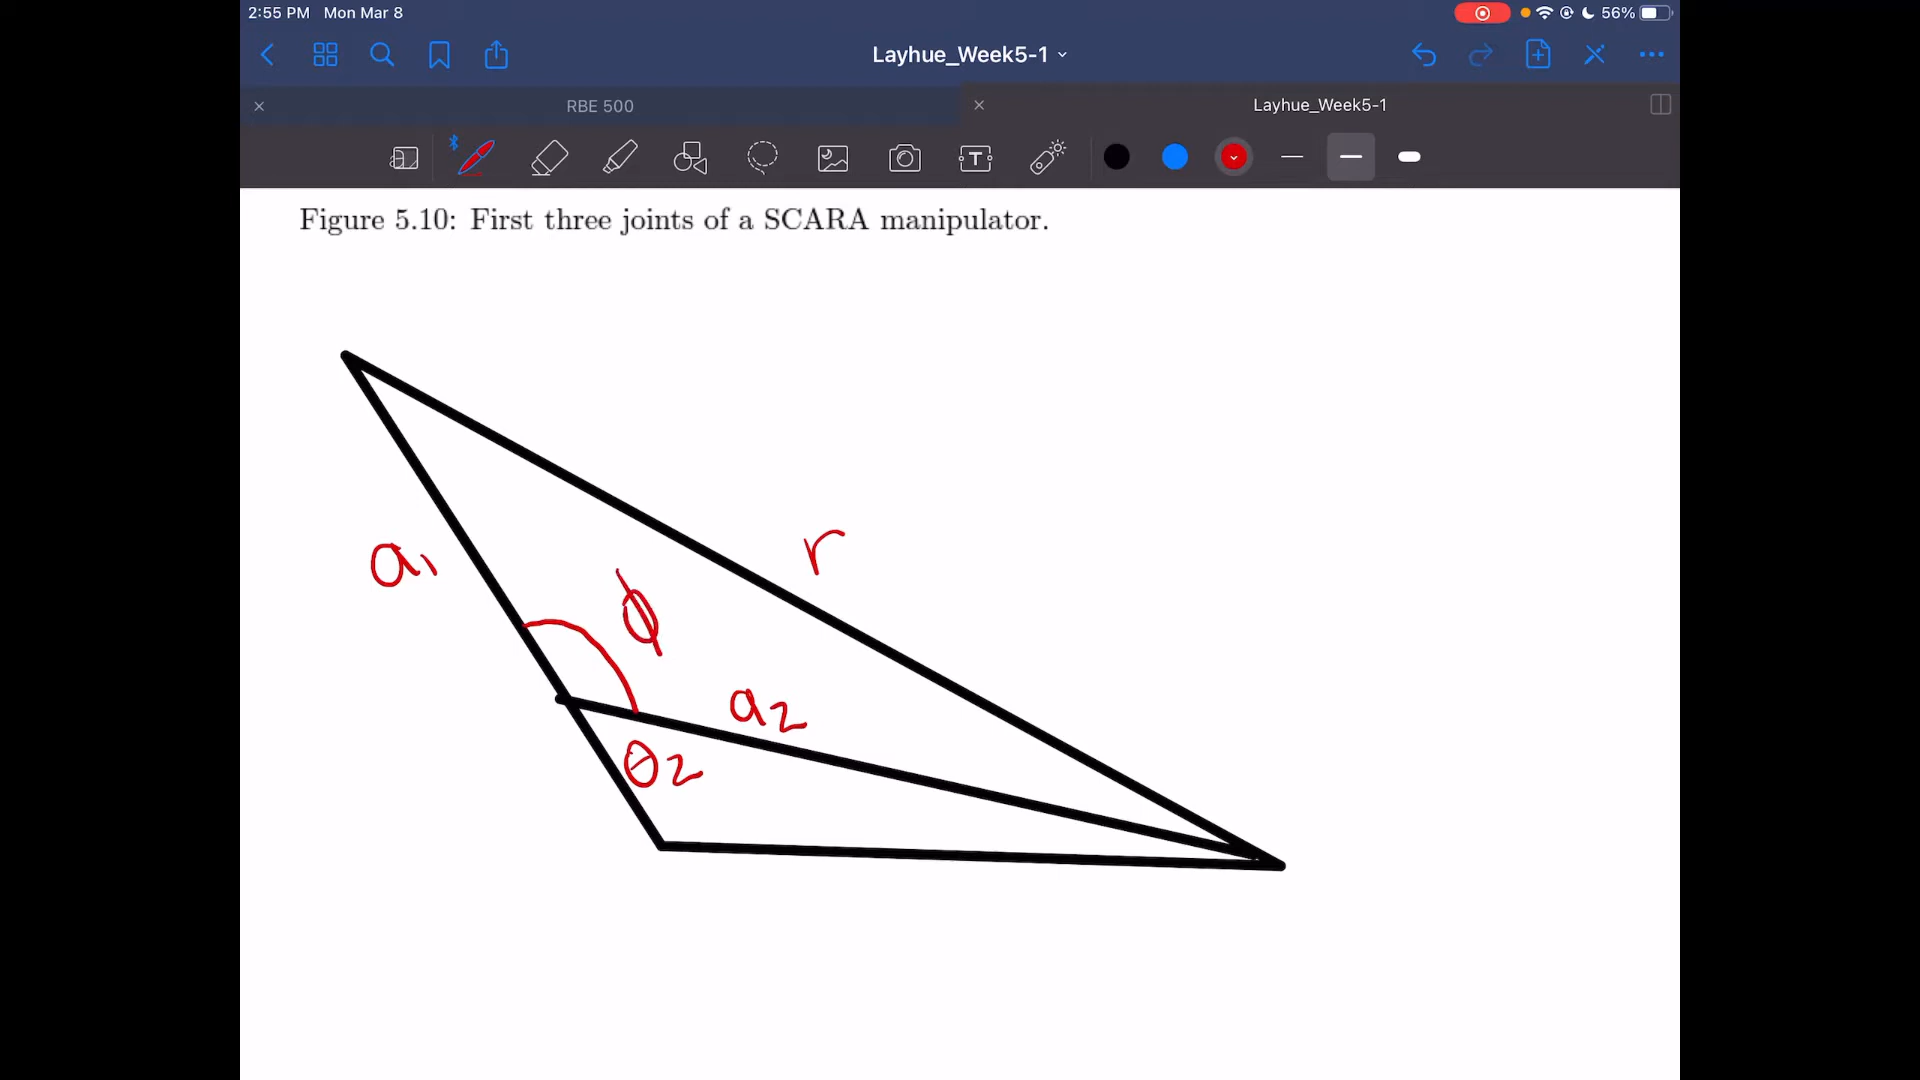 2:55 PM Mon Mar 8
56%
Layhue_Week5-1
RBE 500
Layhue_Week5-1
T
Figure 5.10: First three joints of a SCARA manipulator.
r
a₁
ϕ
a₂
θ₂